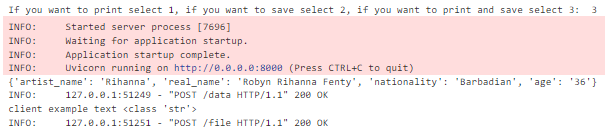 If you want to print select 1, if you want to save select 2, if you want to print and save select 3:  3
INFO:     Started server process [7696]
INFO:     Waiting for application startup.
INFO:     Application startup complete.
INFO:     Uvicorn running on http://0.0.0.0:8000 (Press CTRL+C to quit)
{'artist_name': 'Rihanna', 'real_name': 'Robyn Rihanna Fenty', 'nationality': 'Barbadian', 'age': '36'}
INFO:     127.0.0.1:51249 - "POST /data HTTP/1.1" 200 OK
client example text <class 'str'>
INFO:     127.0.0.1:51251 - "POST /file HTTP/1.1" 200 OK